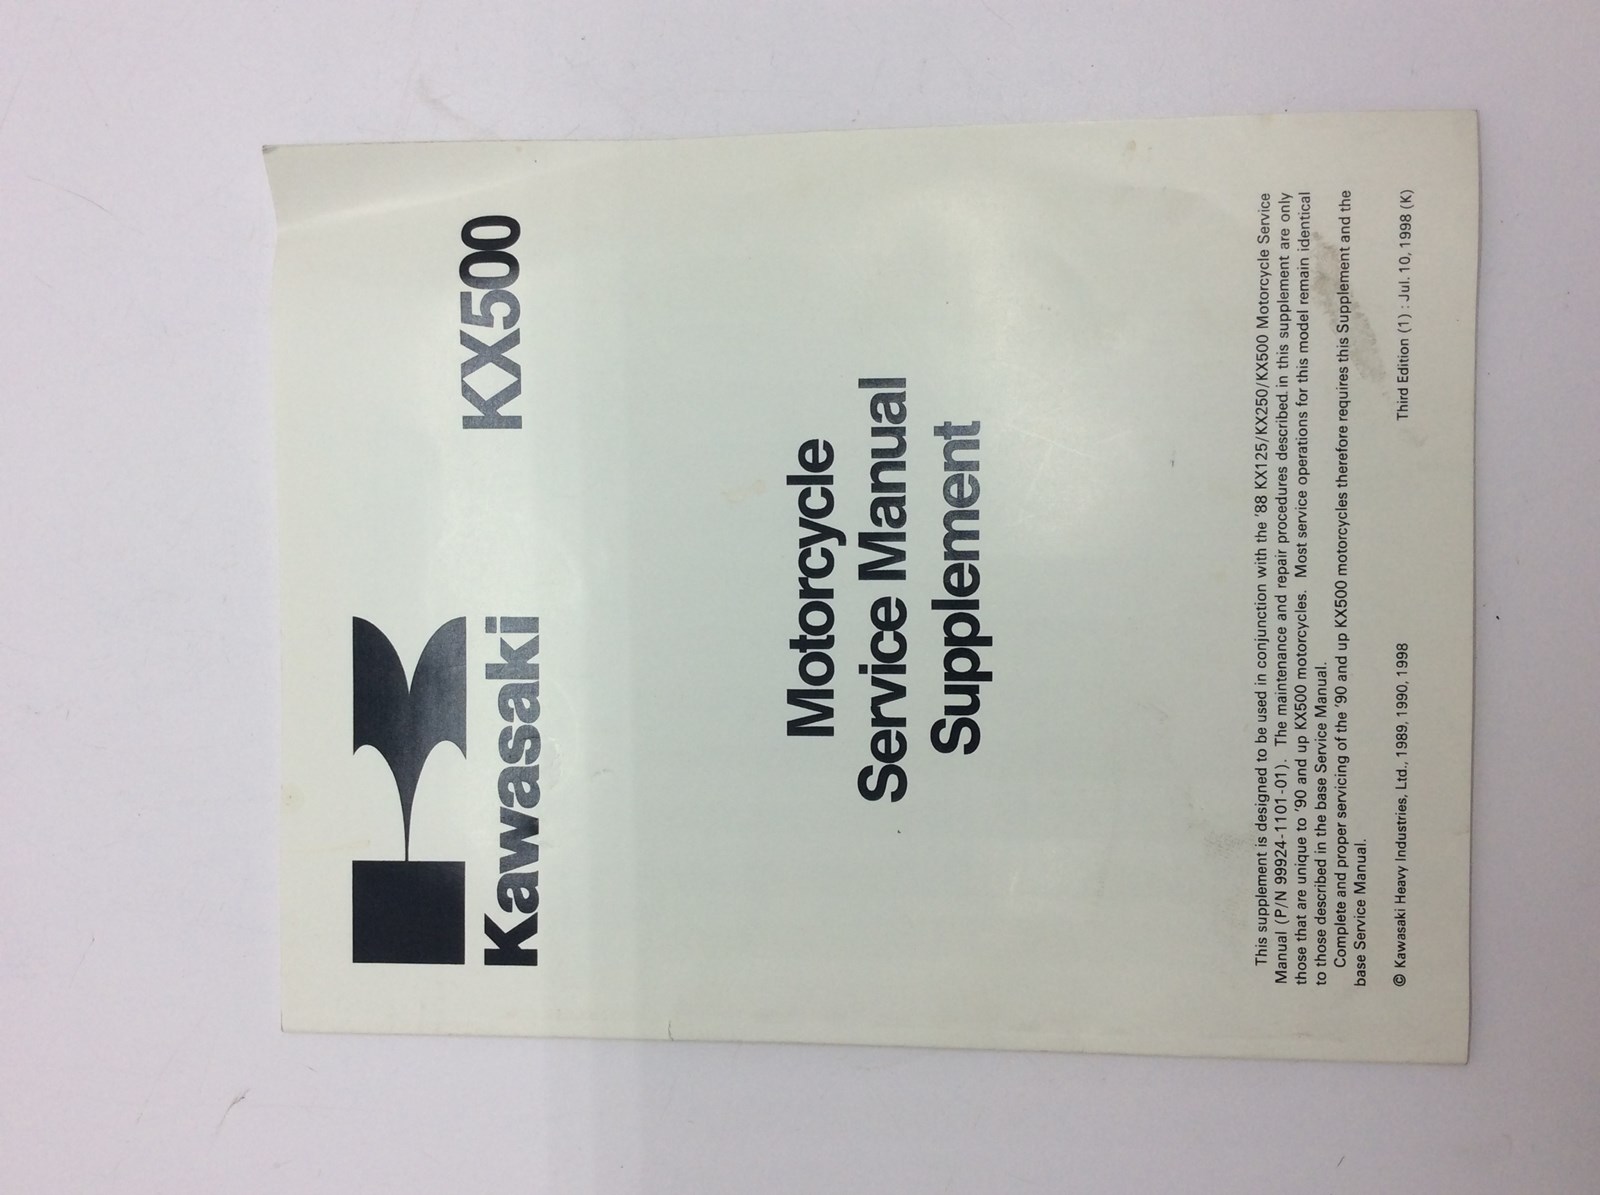 Kawasaki
KX500
Motorcycle
Service Manual
Supplement
This supplement is designed to be used in conjunction with the '88 KX125/KX250/KX500 Motorcycle Service
Manual (P/N 99924-1101-01). The maintenance and repair procedures described in this supplement are only
those that are unique to '90 and up KX500 motorcycles. Most service operations for this model remain identical
to those described in the base Service Manual.
Complete and proper servicing of the '90 and up KX500 motorcycles therefore requires this Supplement and the
base Service Manual.
© Kawasaki Heavy Industries, Ltd., 1989, 1990, 1998
Third Edition (1) : Jul. 10, 1998 (K)